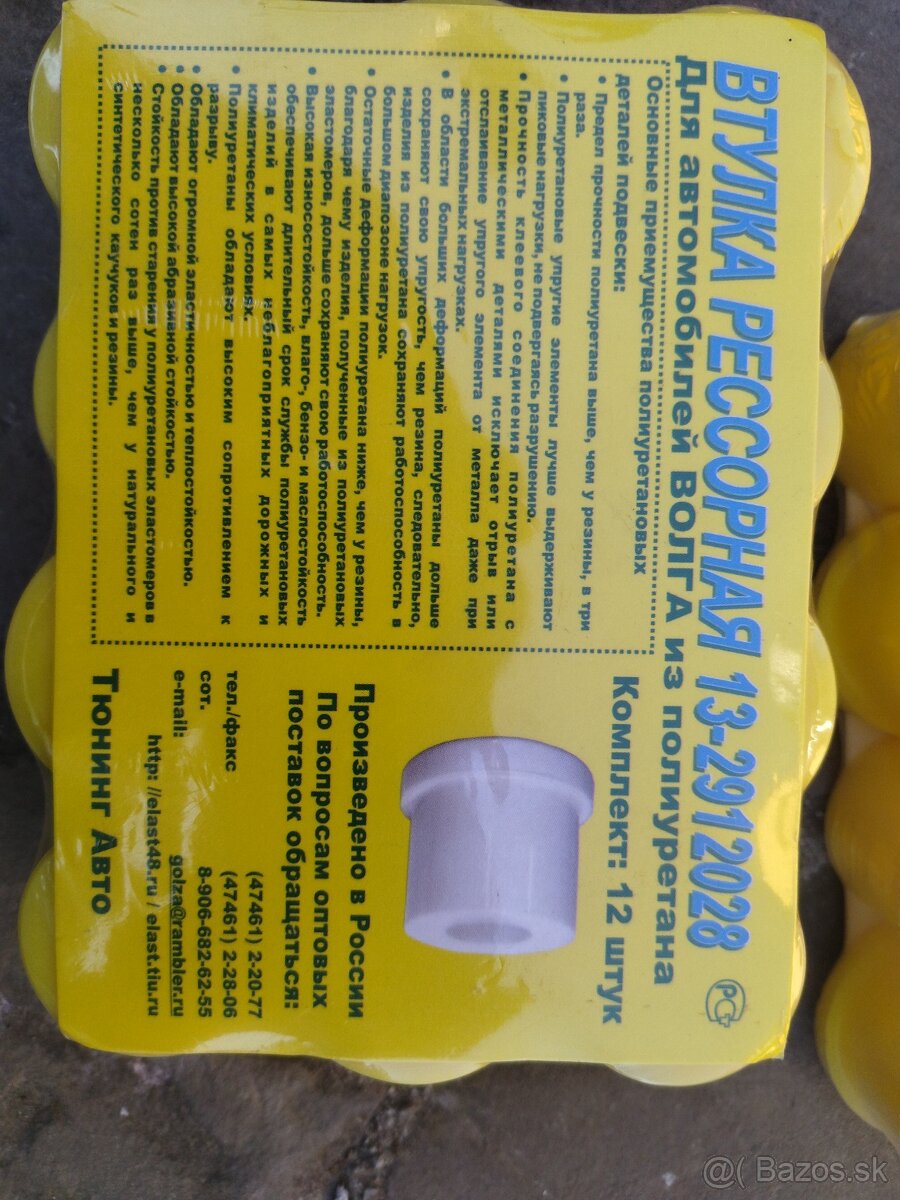 ВТУЛКА РЕССОРНАЯ 13-2912028
Для автомобилей ВОЛГА из полиуретана
Основные приемущества полиуретановых
деталей подвески:
• Предел прочности полиуретана выше, чем у резины, в три
раза.
• Полиуретановые упругие элементы лучше выдерживают
пиковые нагрузки, не подвергаясь разрушению.
• Прочность клеевого соединения полиуретана с
металлическими деталями исключает отрыв или
отслаивание упругого элемента от металла даже при
экстремальных нагрузках.
• В области больших деформаций полиуретаны дольше
сохраняют свою упругость, чем резина, следовательно,
изделия из полиуретана сохраняют работоспособность в
большом диапозоне нагрузок.
• Остаточные деформации полиуретана ниже, чем у резины,
благодаря чему изделия, полученные из полиуретановых
эластомеров, дольше сохраняют свою работоспособность.
• Высокая износостойкость, влаго-, бензо- и маслостойкость
обеспечивают длительный срок службы полиуретановых
изделий в самых неблагоприятных дорожных и
климатических условиях.
• Полиуретаны обладают высоким сопротивлением к
разрыву.
• Обладают огромной эластичностью и теплостойкостью.
• Обладают высокой абразивной стойкостью.
• Стойкость против старения у полиуретановых эластомеров в
несколько сотен раз выше, чем у натурального и
синтетического каучуков и резины.
Комплект: 12 штук
РСТ
Произведено в России
По вопросам оптовых
поставок обращаться:
тел./факс (47461) 2-20-77
(47461) 2-28-06
сот. 8-906-682-62-55
e-mail: golza@rambler.ru
http: //elast48.ru / elast.tiu.ru
Тюнинг Авто
@( Bazos.sk